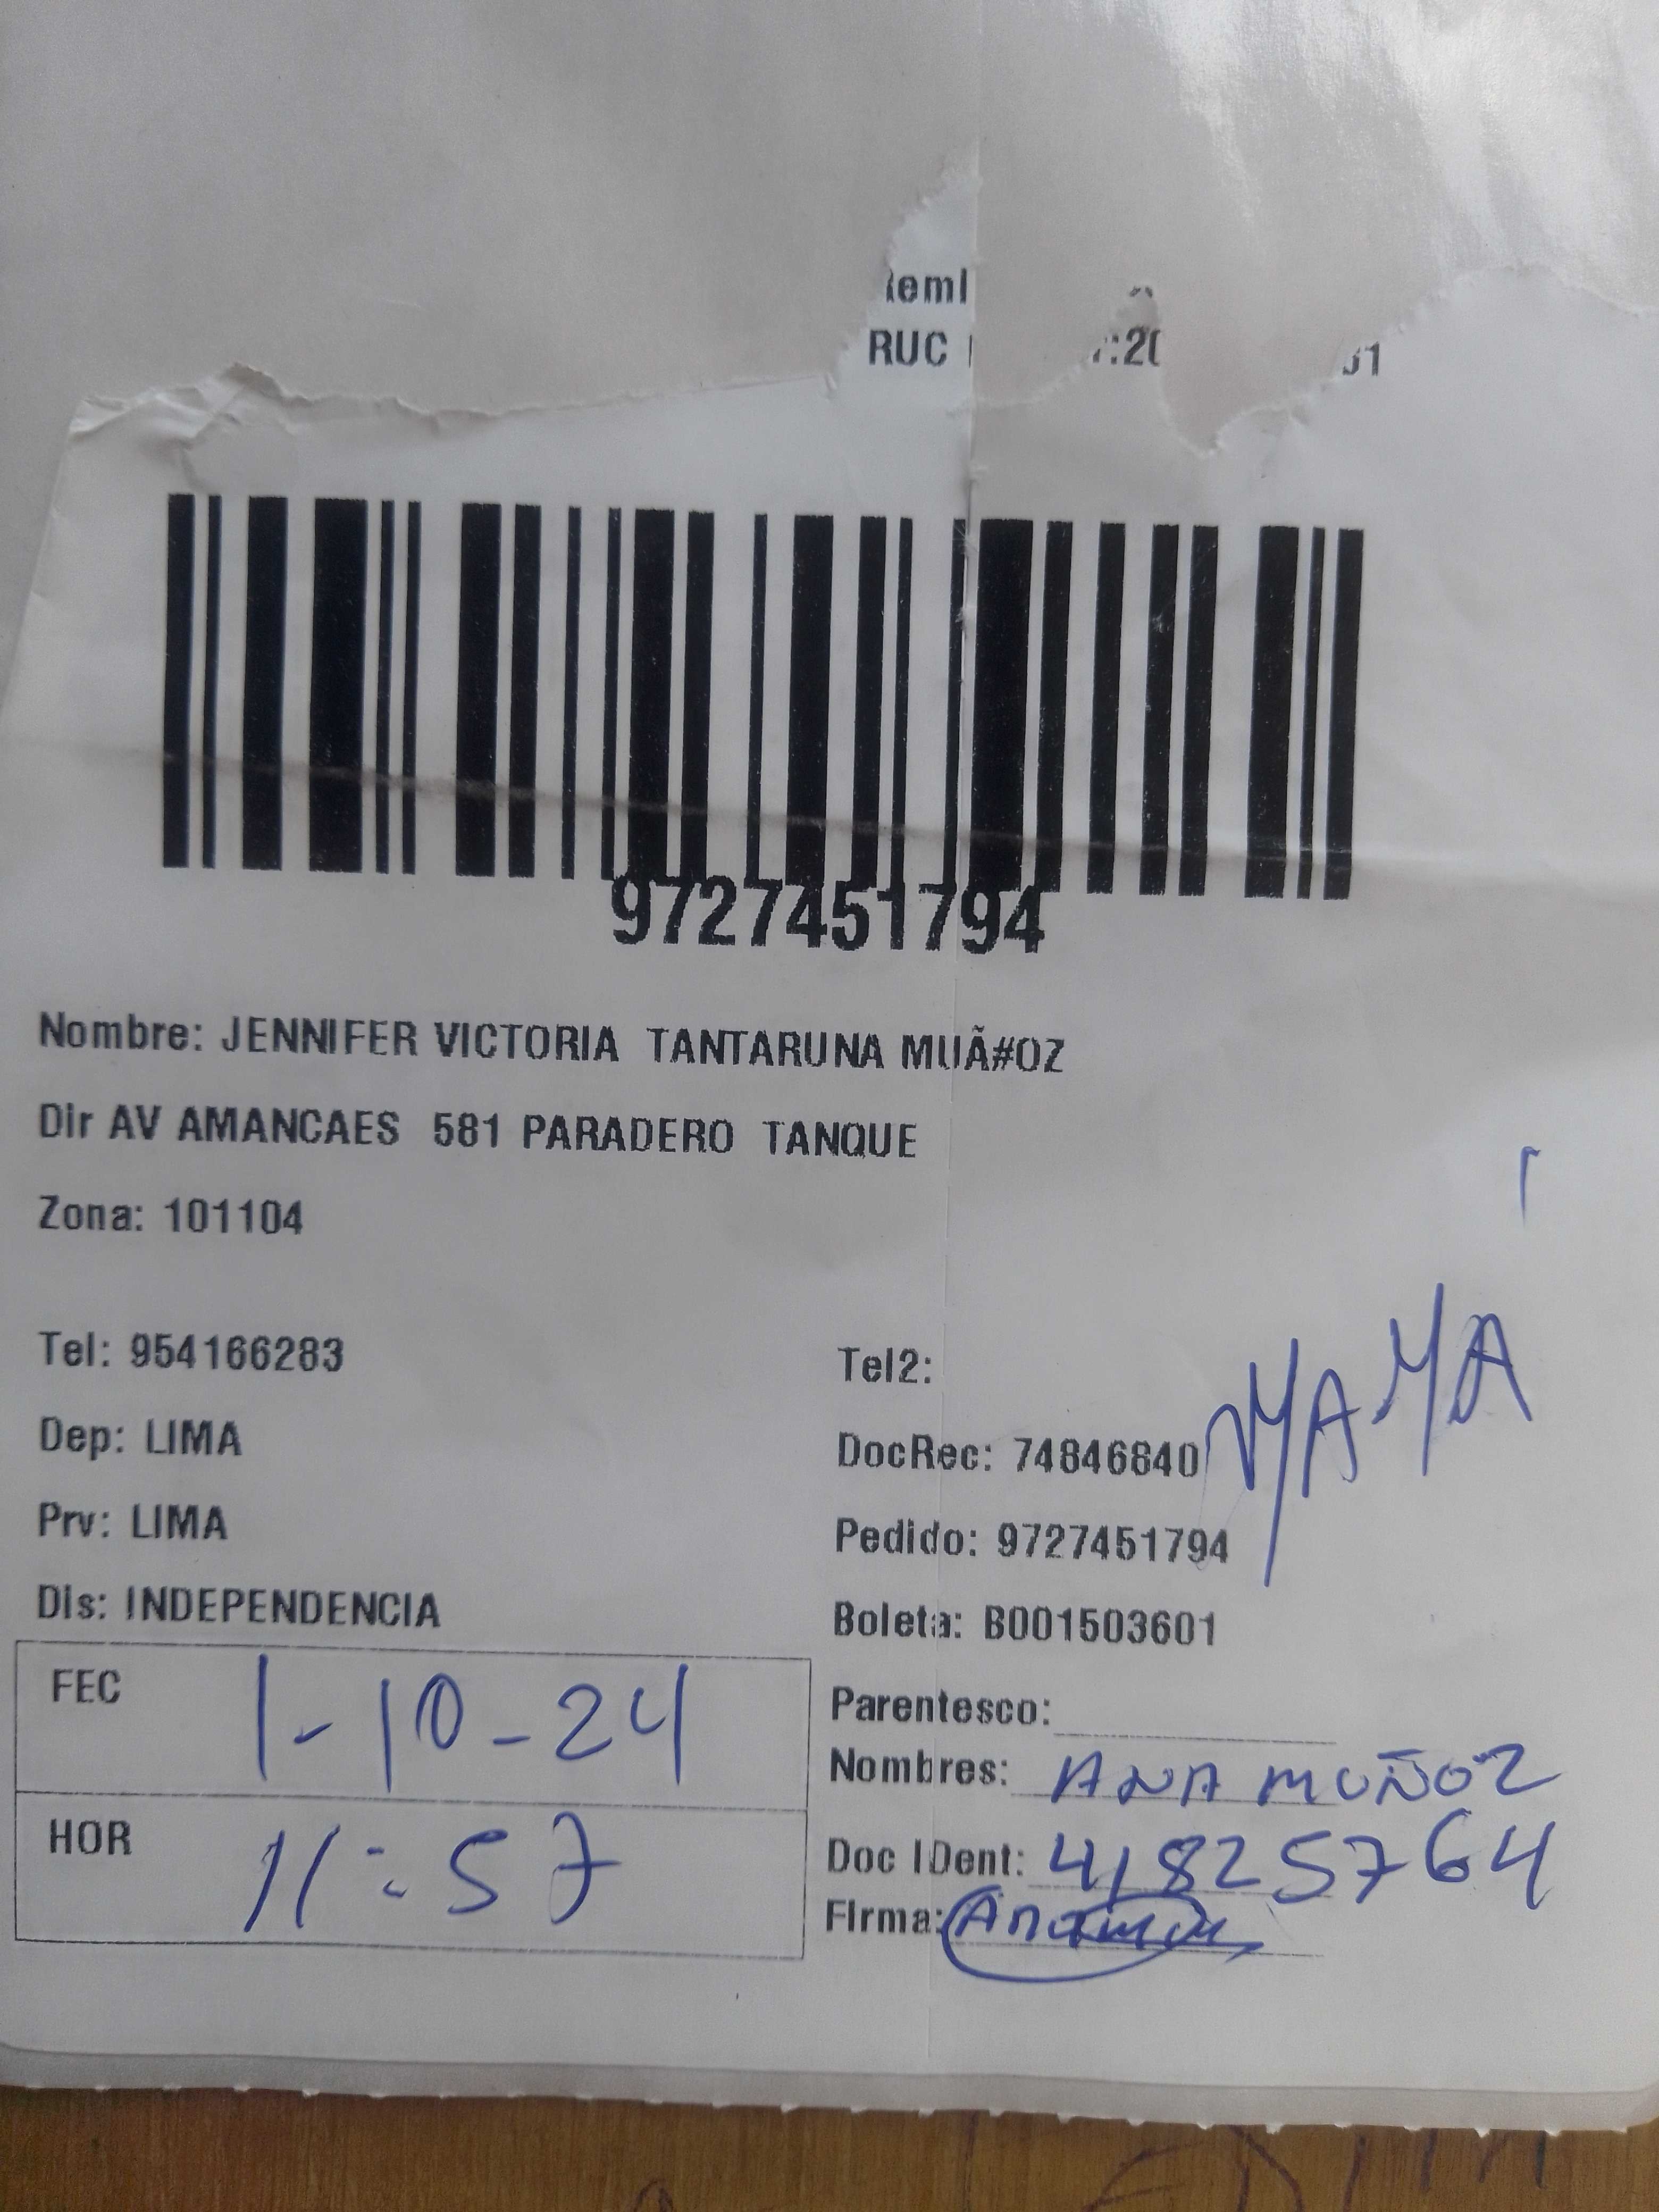 RUC
9727451794
Nombre: JENNIFER VICTORIA TANTARUNA MUÃ#OZ
Dir AV AMANCAES 581 PARADERO TANQUE
Zona: 101104
Tel: 954166283
Tel2:
Dep: LIMA
DocRec: 74846840 MAMA
Prv: LIMA
Pedido: 9727451794
Dis: INDEPENDENCIA
Boleta: B001503601
FEC 1-10-24
Parentesco:
Nombres: ANA MUÑOZ
HOR 11:57
Doc IDent: 41825764
Firma: